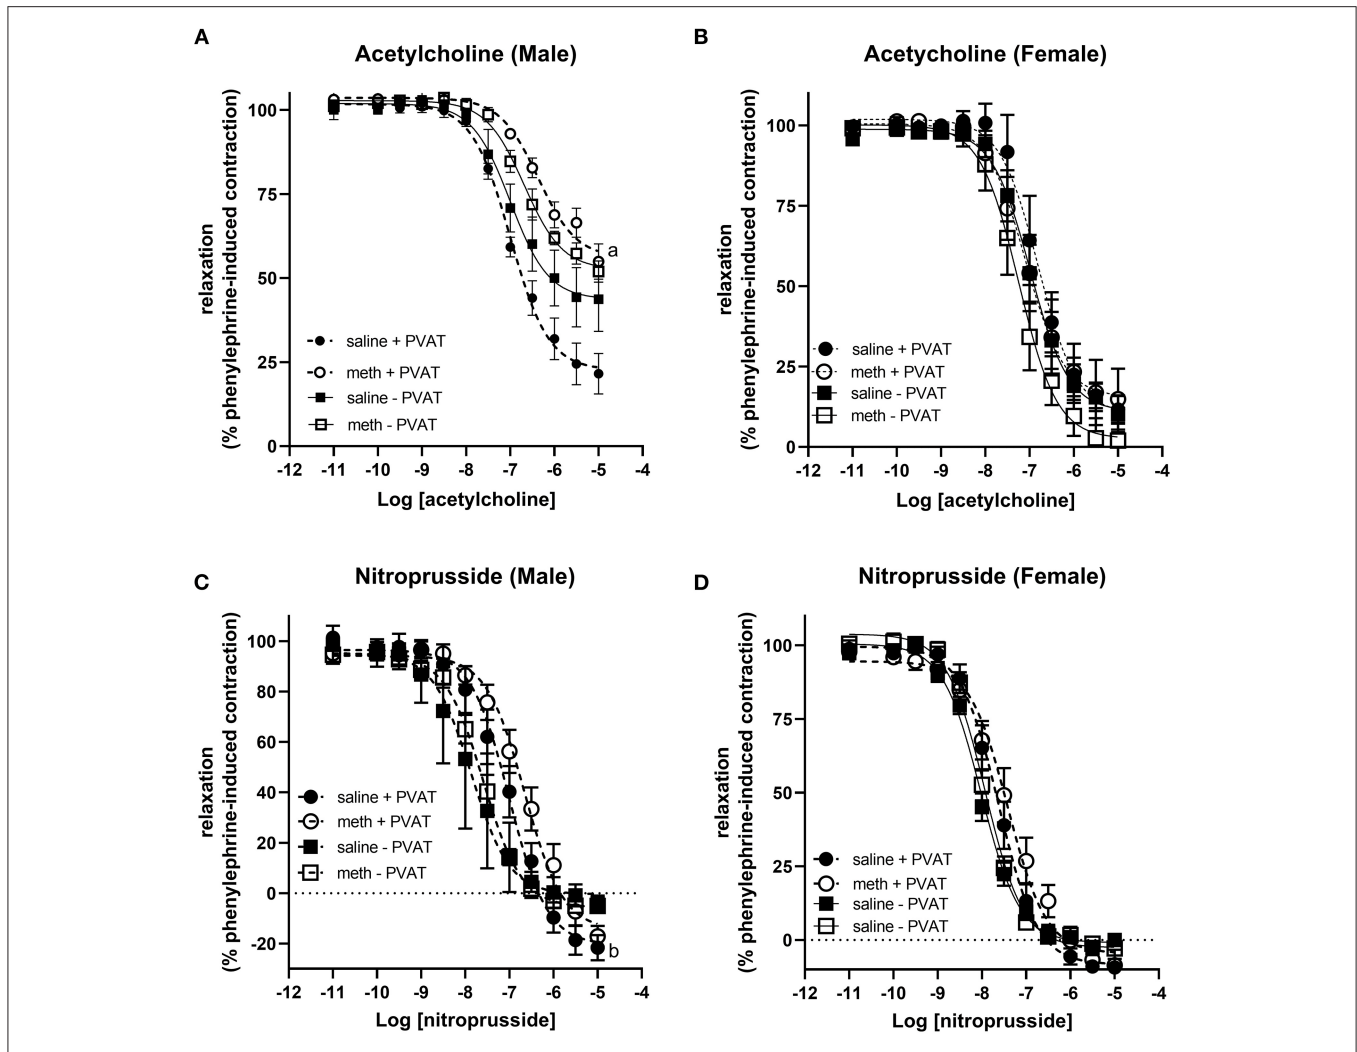 A
Acetylcholine (Male)
relaxation
(% phenylephrine-induced contraction)
100
75
50
25
0
a
saline + PVAT
meth + PVAT
saline - PVAT
meth - PVAT
-12 -11 -10 -9 -8 -7 -6 -5 -4
Log [acetylcholine]
B
Acetycholine (Female)
relaxation
(% phenylephrine-induced contraction)
100
75
50
25
0
saline + PVAT
meth + PVAT
saline - PVAT
meth - PVAT
-12 -11 -10 -9 -8 -7 -6 -5 -4
Log [acetylcholine]
C
Nitroprusside (Male)
relaxation
(% phenylephrine-induced contraction)
100
80
60
40
20
0
-20
saline + PVAT
meth + PVAT
saline - PVAT
meth - PVAT
b
-12 -11 -10 -9 -8 -7 -6 -5 -4
Log [nitroprusside]
D
Nitroprusside (Female)
relaxation
(% phenylephrine-induced contraction)
100
75
50
25
0
saline + PVAT
meth + PVAT
saline - PVAT
saline - PVAT
-12 -11 -10 -9 -8 -7 -6 -5 -4
Log [nitroprusside]